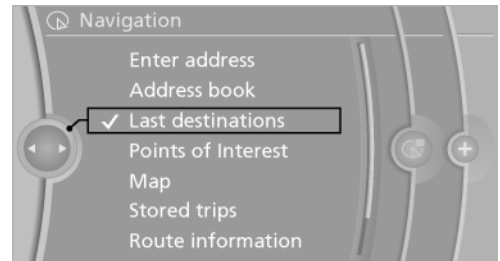 Navigation
Enter address
Address book
Last destinations
Points of Interest
Map
Stored trips
Route information